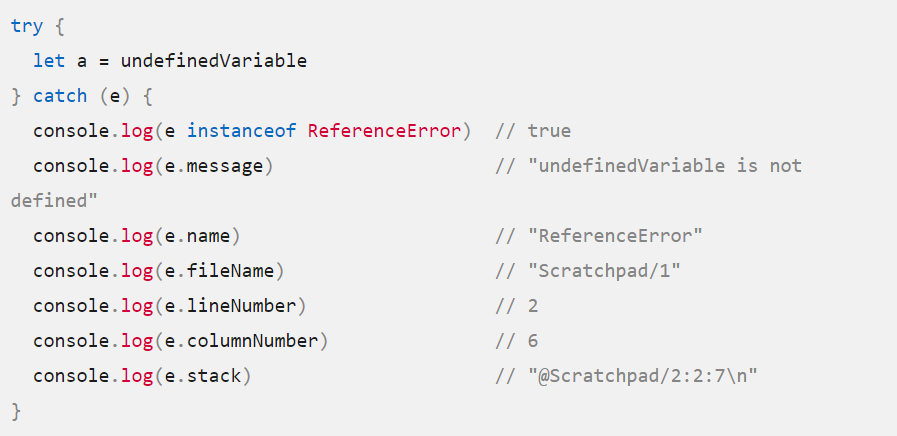 try {
  let a = undefinedVariable
} catch (e) {
  console.log(e instanceof ReferenceError)  // true
  console.log(e.message)                    // "undefinedVariable is not
defined"
  console.log(e.name)                       // "ReferenceError"
  console.log(e.fileName)                   // "Scratchpad/1"
  console.log(e.lineNumber)                 // 2
  console.log(e.columnNumber)               // 6
  console.log(e.stack)                      // "@Scratchpad/2:2:7\n"
}